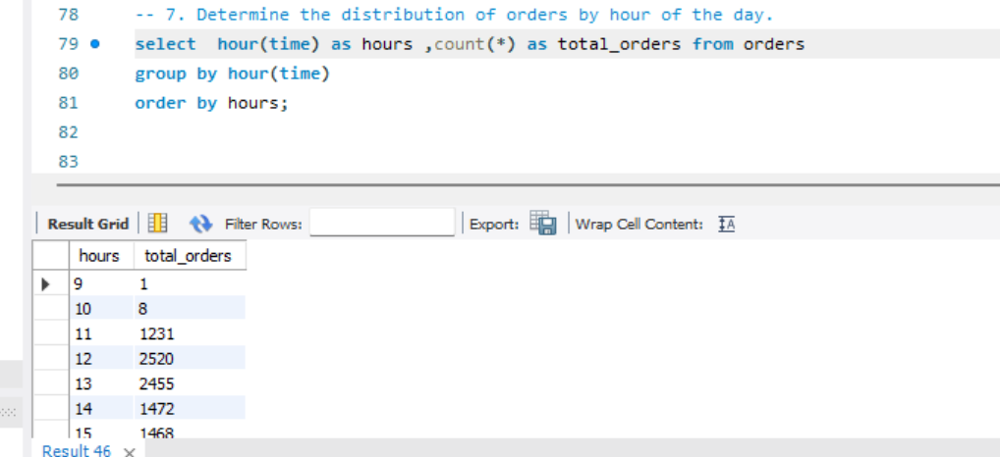 78 -- 7. Determine the distribution of orders by hour of the day.
79 select hour(time) as hours ,count(*) as total_orders from orders
80 group by hour(time)
81 order by hours;
82
83
Result Grid Filter Rows: Export: Wrap Cell Content: IA
hours total_orders
9 1
10 8
11 1231
12 2520
13 2455
14 1472
15 1468
Result 46 ×